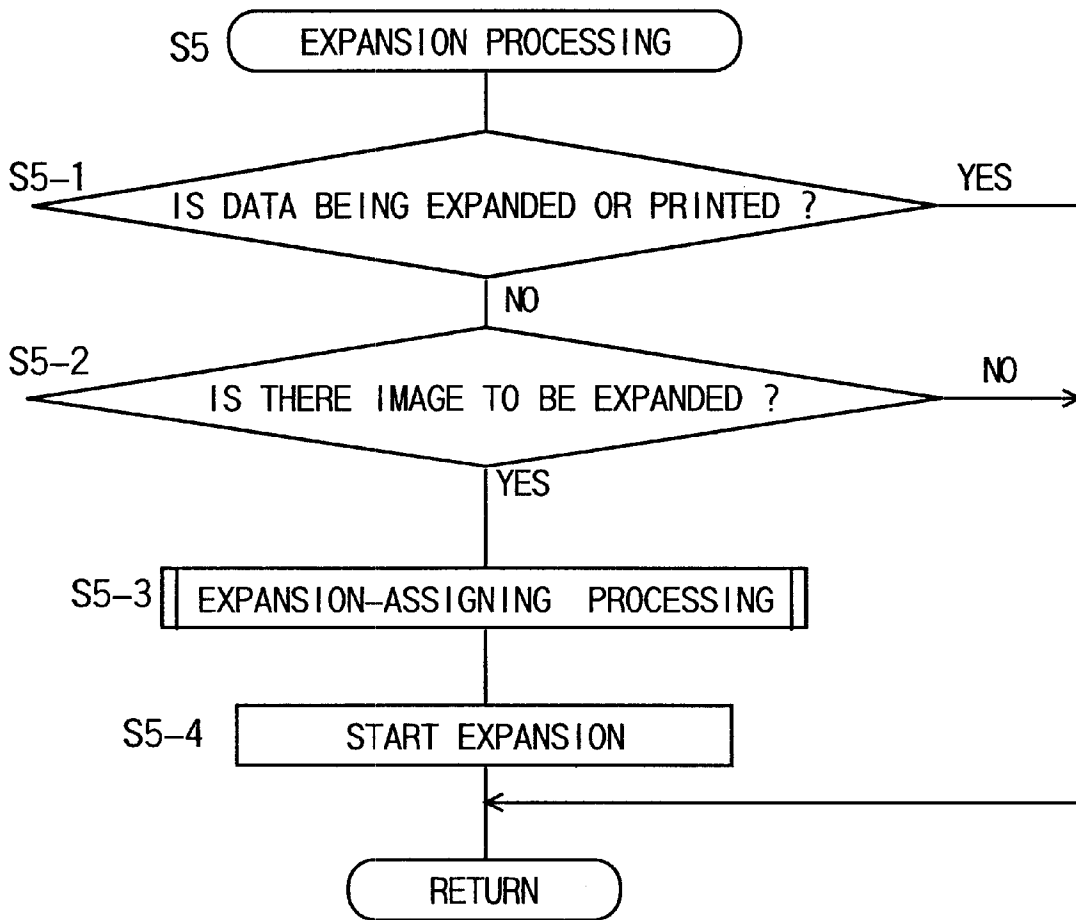 S5 EXPANSION PROCESSING
S5-1 IS DATA BEING EXPANDED OR PRINTED ? YES
NO
S5-2 IS THERE IMAGE TO BE EXPANDED ? NO
YES
S5-3 EXPANSION-ASSIGNING PROCESSING
S5-4 START EXPANSION
RETURN